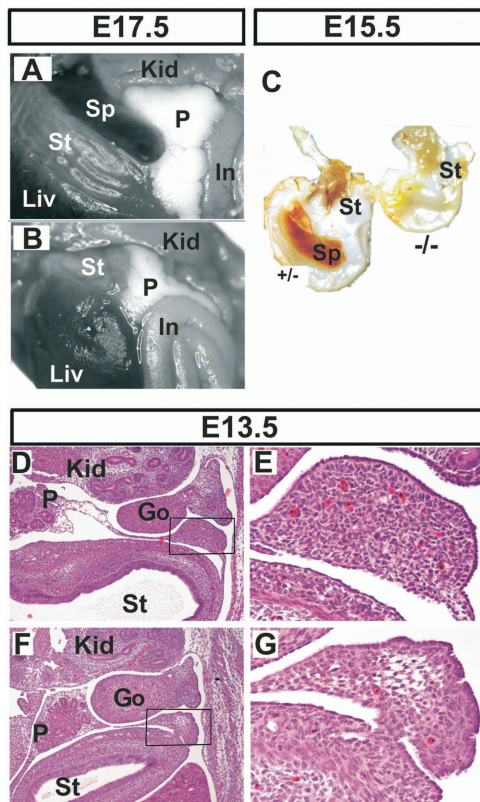 E17.5 E15.5
A Kid
Sp P
St In
Liv
B Kid
St P
In
Liv
C
St St
Sp
+/- -/-
E13.5
D Kid
P Go
St
E
F Kid
Go
P
St
G